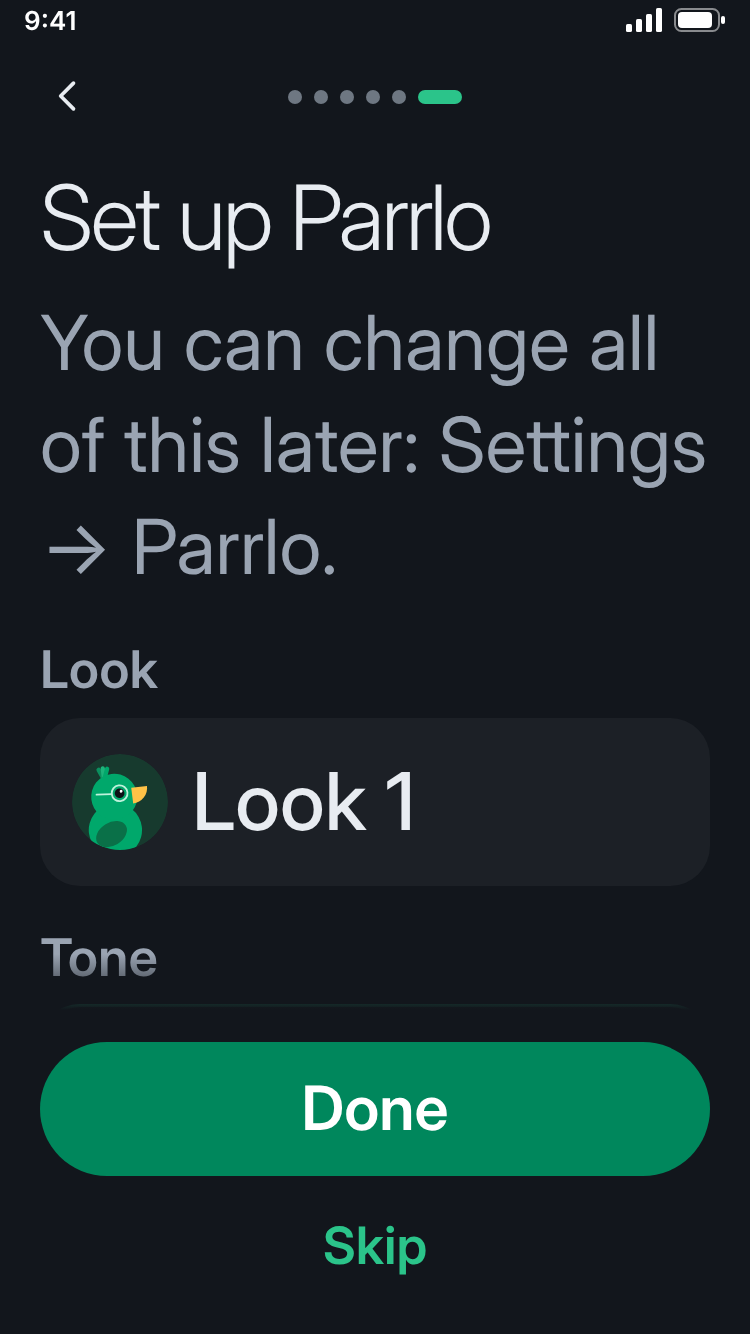 9:41
Set up Parrlo
You can change all
of this later: Settings
→ Parrlo.
Look
Look 1
Tone
Done
Skip